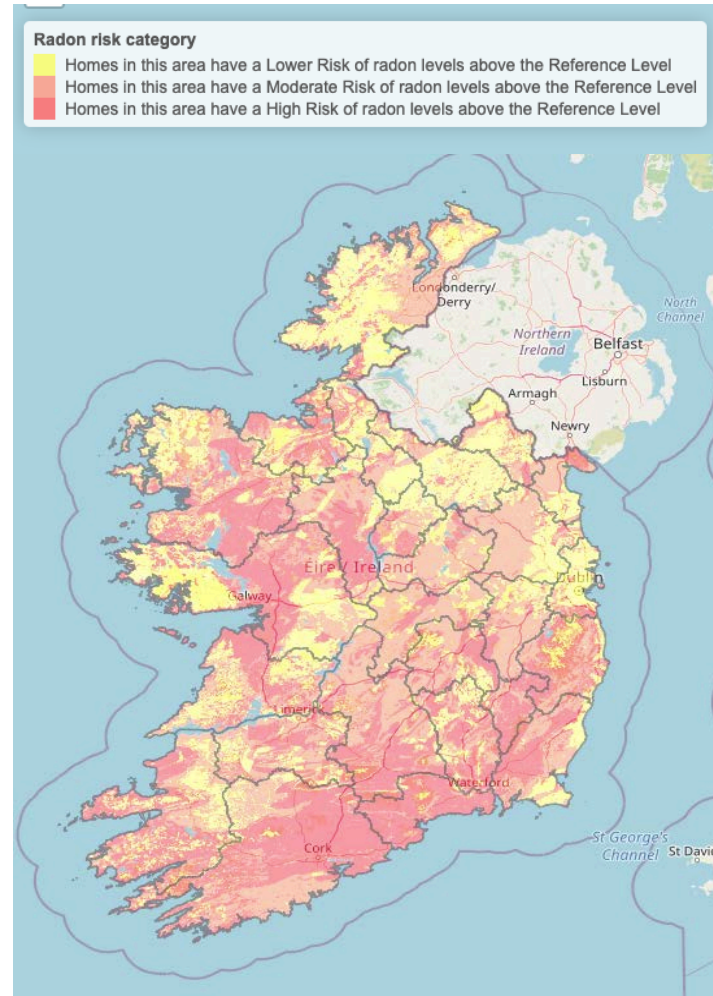 Radon risk category
Homes in this area have a Lower Risk of radon levels above the Reference Level
Homes in this area have a Moderate Risk of radon levels above the Reference Level
Homes in this area have a High Risk of radon levels above the Reference Level
Londonderry/
Derry
North
Channel
Northern
Ireland
Belfast
Lisburn
Armagh
Newry
Éire / Ireland
Dublin
Galway
Limerick
Waterford
Cork
St George's
Channel
St David